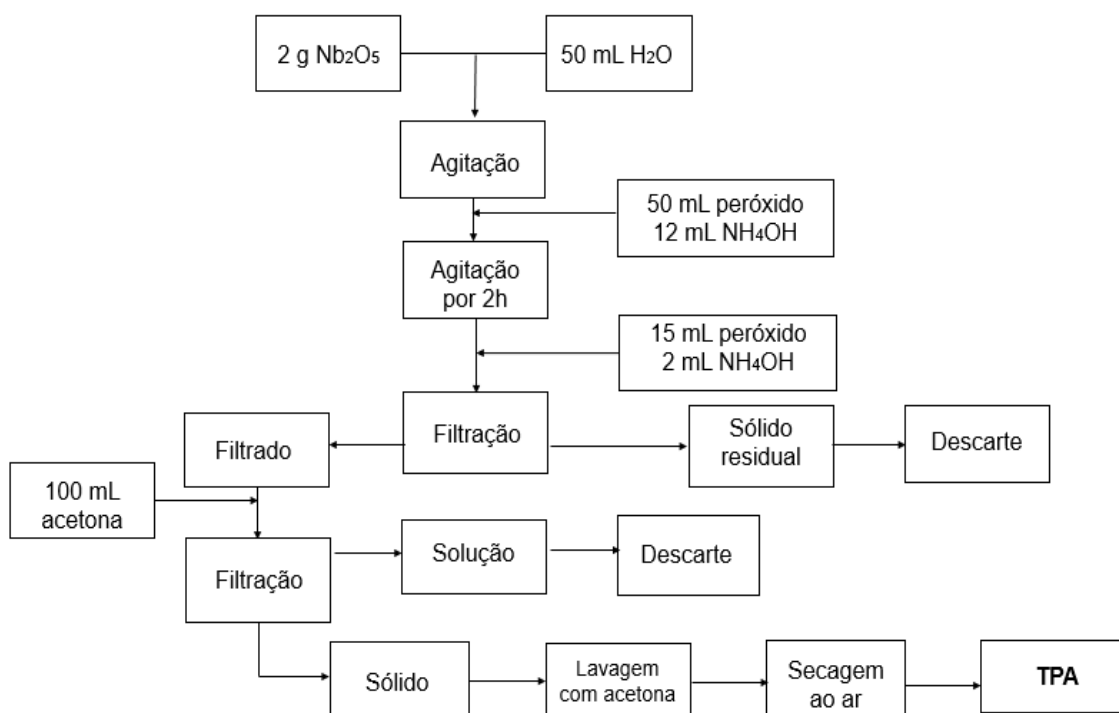 2 g Nb₂O₅
50 mL H₂O
Agitação
50 mL peróxido
12 mL NH₄OH
Agitação
por 2h
15 mL peróxido
2 mL NH₄OH
Filtrado
Filtração
Sólido
residual
Descarte
100 mL
acetona
Filtração
Solução
Descarte
Sólido
Lavagem
com acetona
Secagem
ao ar
TPA